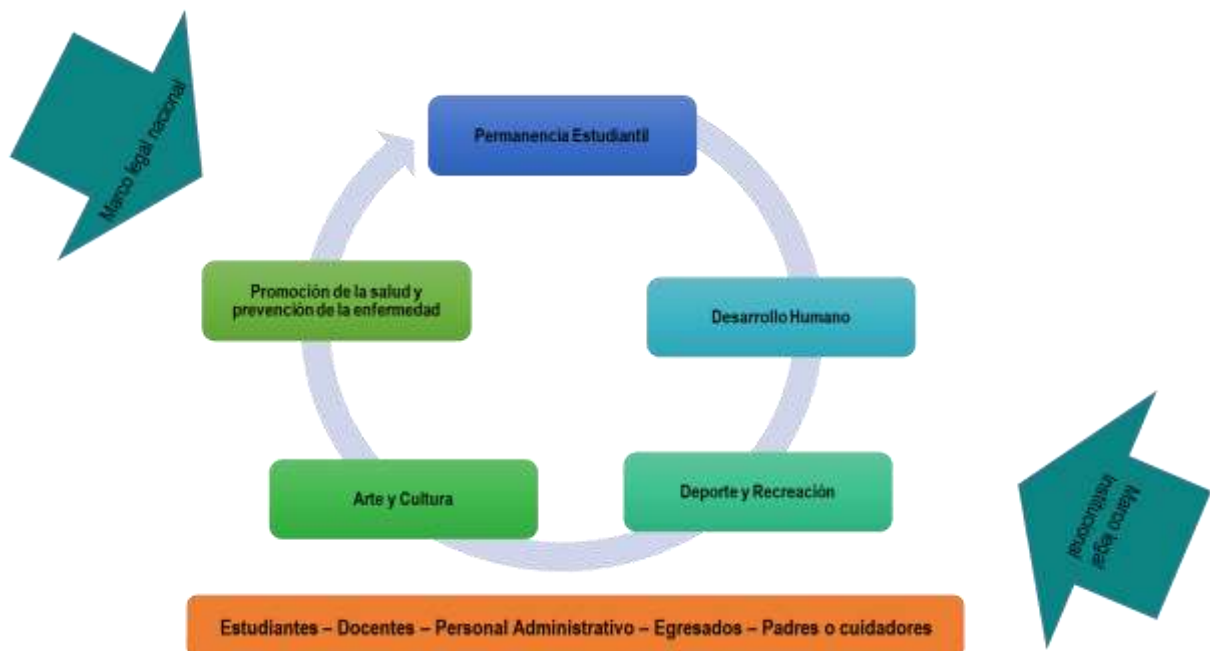 Marco legal nacional
Permanencia Estudiantil
Promoción de la salud y
prevención de la enfermedad
Desarrollo Humano
Arte y Cultura
Deporte y Recreación
Marco legal
institucional
Estudiantes – Docentes – Personal Administrativo – Egresados – Padres o cuidadores